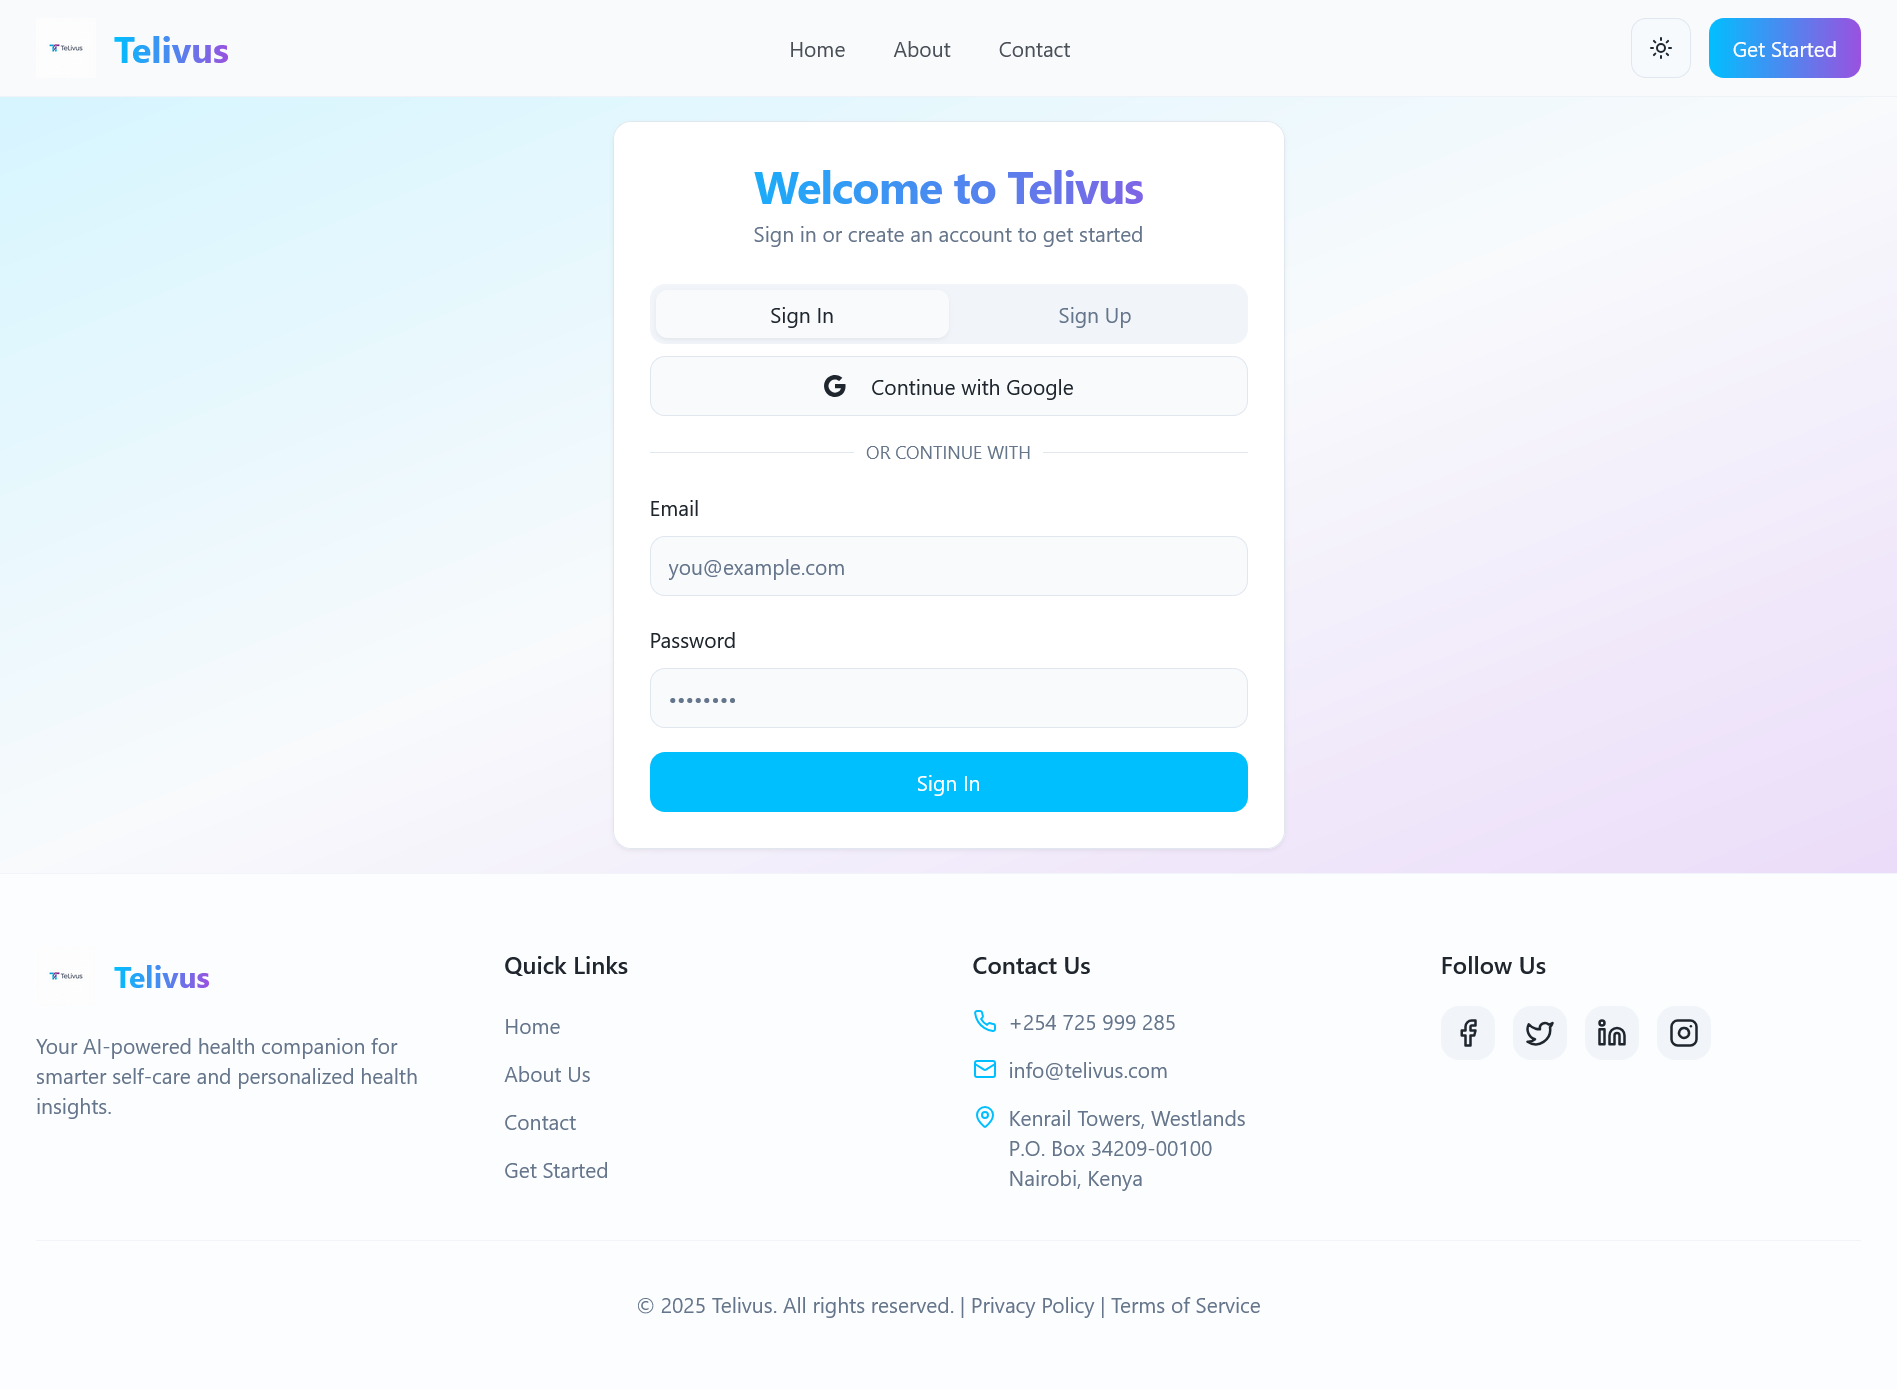 TeLivus
Telivus
Home
About
Contact
Get Started
Welcome to Telivus
Sign in or create an account to get started
Sign In
Sign Up
Continue with Google
OR CONTINUE WITH
Email
you@example.com
Password
••••••••
Sign In
TeLivus
Telivus
Your AI-powered health companion for
smarter self-care and personalized health
insights.
Quick Links
Home
About Us
Contact
Get Started
Contact Us
+254 725 999 285
info@telivus.com
Kenrail Towers, Westlands
P.O. Box 34209-00100
Nairobi, Kenya
Follow Us
© 2025 Telivus. All rights reserved. | Privacy Policy | Terms of Service